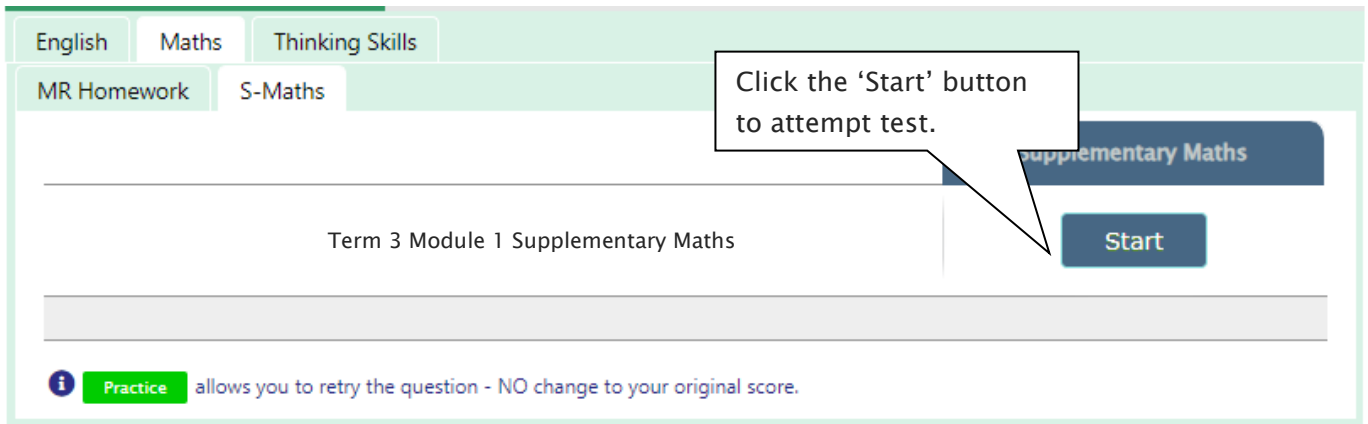 English Maths Thinking Skills
MR Homework S-Maths
Click the ‘Start’ button
to attempt test.
Supplementary Maths
Term 3 Module 1 Supplementary Maths
Start
Practice allows you to retry the question - NO change to your original score.